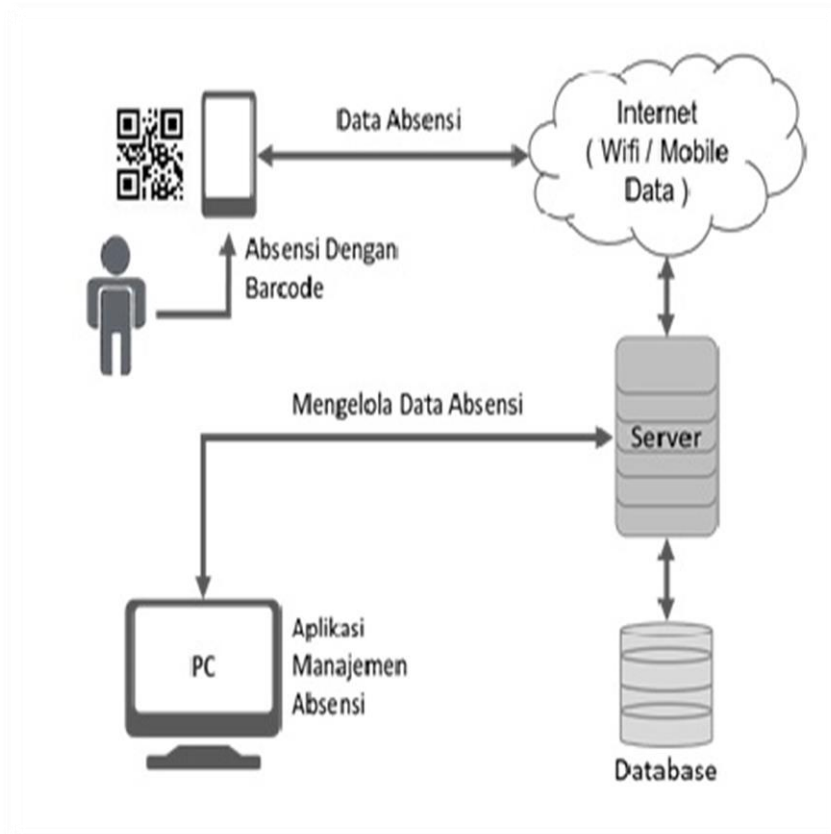 Data Absensi
Internet
( Wifi / Mobile
Data )
Absensi Dengan
Barcode
Mengelola Data Absensi
Server
PC
Aplikasi
Manajemen
Absensi
Database